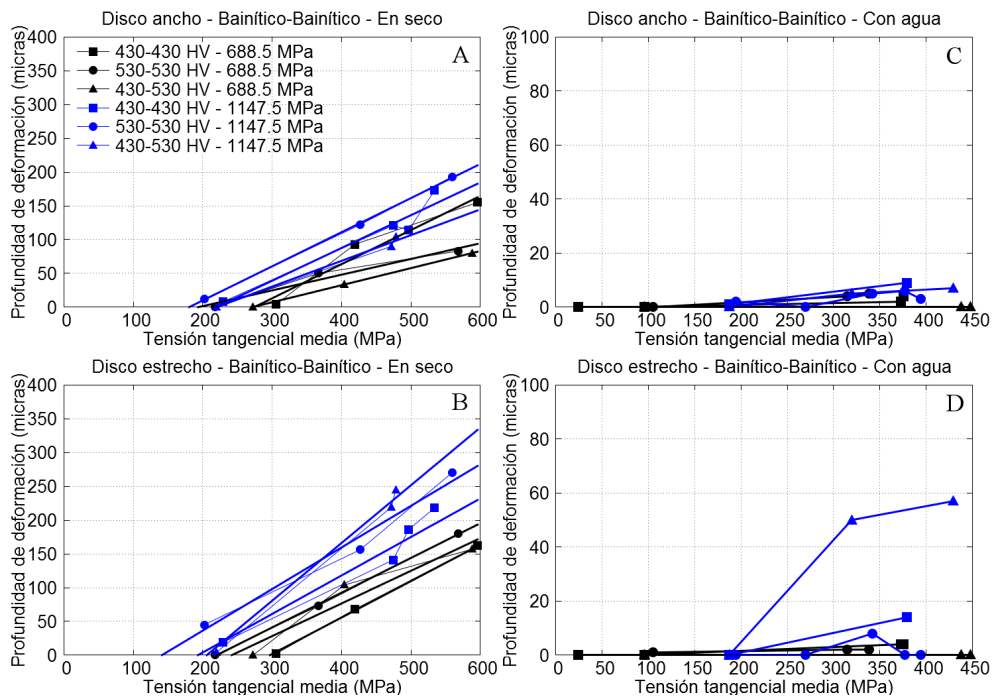 Disco ancho - Bainítico-Bainítico - En seco
Profundidad de deformación (micras)
400
350
300
250
200
150
100
50
0
A
430-430 HV - 688.5 MPa
530-530 HV - 688.5 MPa
430-530 HV - 688.5 MPa
430-430 HV - 1147.5 MPa
530-530 HV - 1147.5 MPa
430-530 HV - 1147.5 MPa
0 100 200 300 400 500 600
Tensión tangencial media (MPa)
Disco ancho - Bainítico-Bainítico - Con agua
Profundidad de deformación (micras)
100
80
60
40
20
0
C
0 50 100 150 200 250 300 350 400 450
Tensión tangencial media (MPa)
Disco estrecho - Bainítico-Bainítico - En seco
Profundidad de deformación (micras)
400
350
300
250
200
150
100
50
0
B
0 100 200 300 400 500 600
Tensión tangencial media (MPa)
Disco estrecho - Bainítico-Bainítico - Con agua
Profundidad de deformación (micras)
100
80
60
40
20
0
D
0 50 100 150 200 250 300 350 400 450
Tensión tangencial media (MPa)